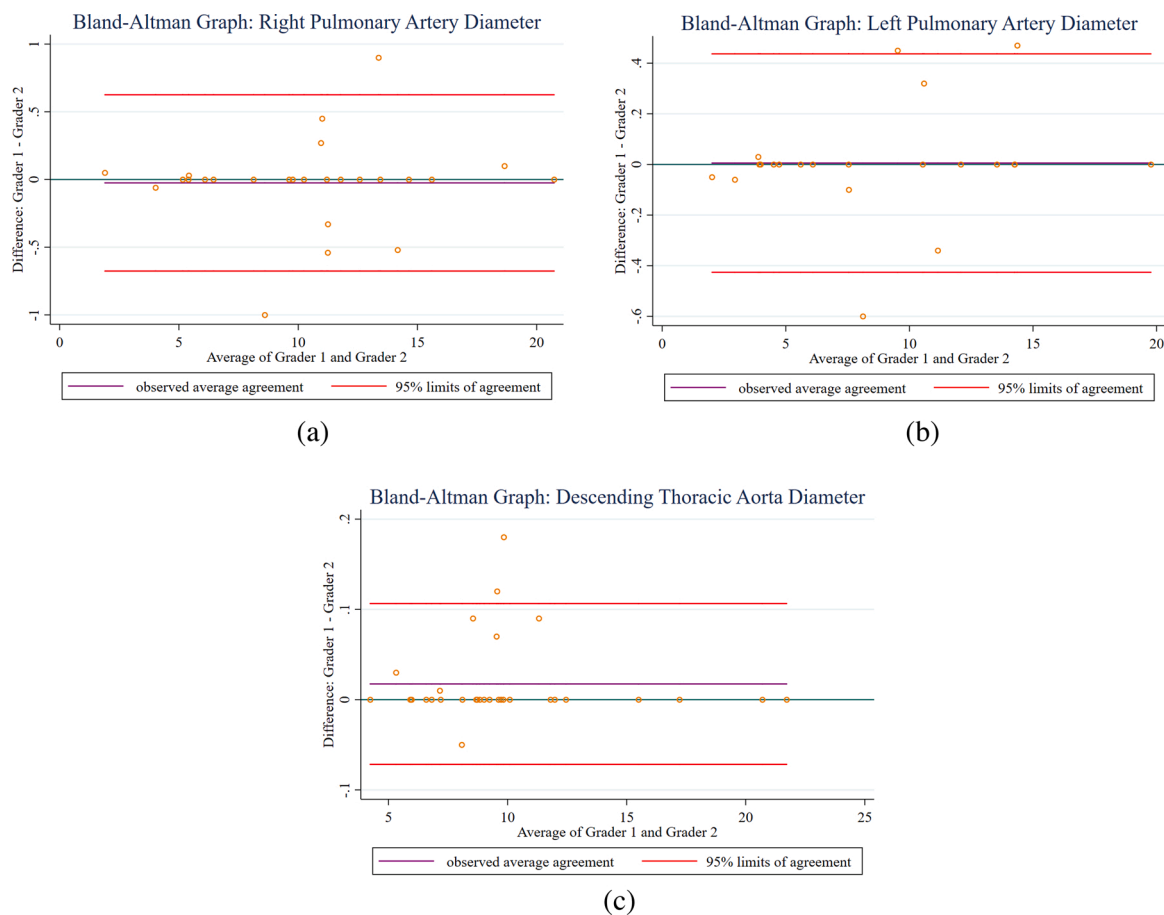 Bland-Altman Graph: Right Pulmonary Artery Diameter
Difference: Grader 1 - Grader 2
1
.5
0
-.5
-1
0 5 10 15 20
Average of Grader 1 and Grader 2
observed average agreement 95% limits of agreement
(a)
Bland-Altman Graph: Left Pulmonary Artery Diameter
Difference: Grader 1 - Grader 2
.4
.2
0
-.2
-.4
-.6
0 5 10 15 20
Average of Grader 1 and Grader 2
observed average agreement 95% limits of agreement
(b)
Bland-Altman Graph: Descending Thoracic Aorta Diameter
Difference: Grader 1 - Grader 2
.2
.1
0
-.1
5 10 15 20 25
Average of Grader 1 and Grader 2
observed average agreement 95% limits of agreement
(c)